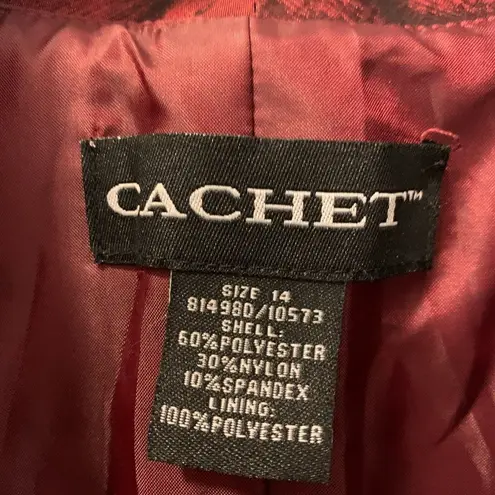 CACHET™
SIZE 14
81498D/10573
SHELL:
60%POLYESTER
30%NYLON
10%SPANDEX
LINING:
100%POLYESTER